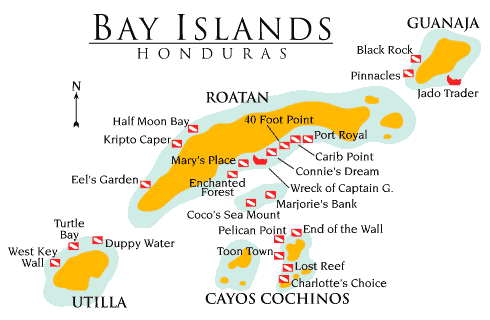 BAY ISLANDS
HONDURAS
GUANAJA
Black Rock
Pinnacles
Jado Trader
N
ROATAN
Half Moon Bay
40 Foot Point
Kripto Caper
Port Royal
Mary's Place
Carib Point
Connie's Dream
Eel's Garden
Enchanted
Forest
Wreck of Captain G.
Marjorie's Bank
Coco's Sea Mount
Turtle
Bay
Pelican Point
End of the Wall
Duppy Water
West Key
Wall
Toon Town
Lost Reef
Charlotte's Choice
UTILLA
CAYOS COCHINOS